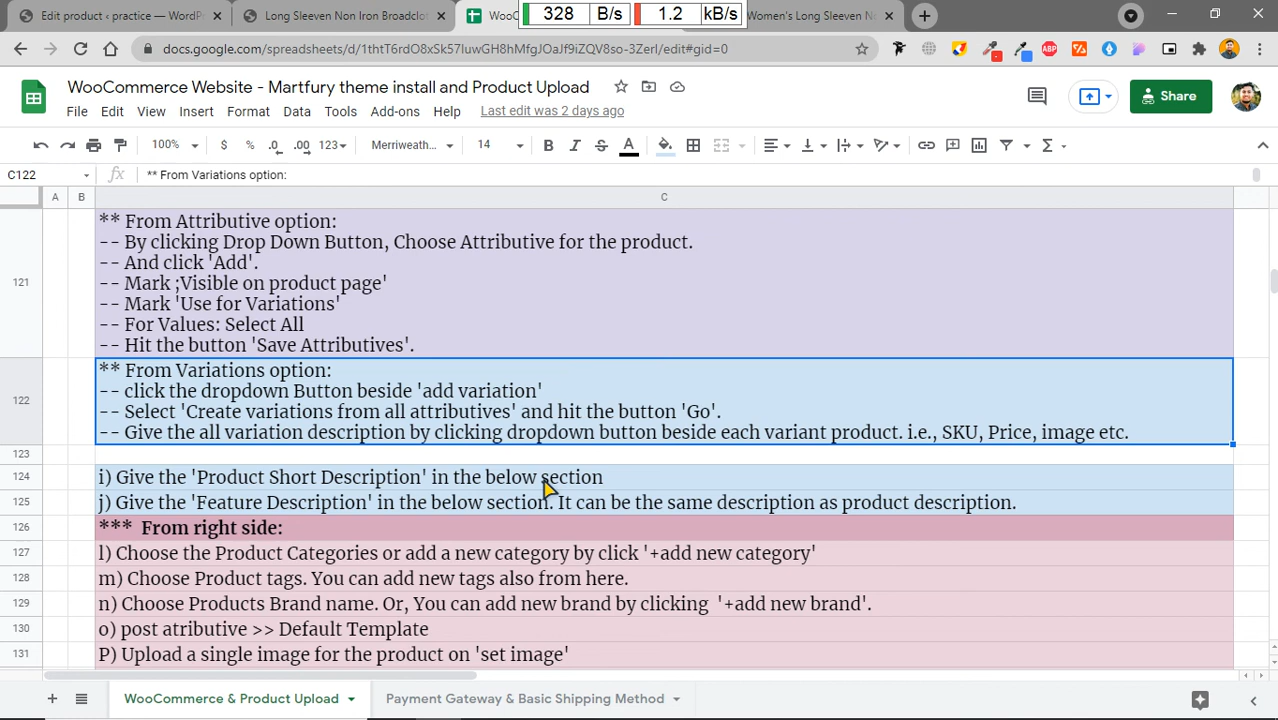 Edit product ‹ practice — WordP
Long Sleeven Non Iron Broadclo
WooC
328 B/s 1.2 kB/s
Women's Long Sleeven N
docs.google.com/spreadsheets/d/1thtT6rdO8xSk57IuwGH8hMfgJOaJf9iZQV8so-3ZerI/edit#gid=0
WooCommerce Website - Martfury theme install and Product Upload
File Edit View Insert Format Data Tools Add-ons Help Last edit was 2 days ago
Share
100% $ % .0 .00 123 Merriweath... 14 B I S A
C122 fx ** From Variations option:
A B C
121
** From Attributive option:
-- By clicking Drop Down Button, Choose Attributive for the product.
-- And click 'Add'.
-- Mark ;Visible on product page'
-- Mark 'Use for Variations'
-- For Values: Select All
-- Hit the button 'Save Attributives'.
122
** From Variations option:
-- click the dropdown Button beside 'add variation'
-- Select 'Create variations from all attributives' and hit the button 'Go'.
-- Give the all variation description by clicking dropdown button beside each variant product. i.e., SKU, Price, image etc.
123
124 i) Give the 'Product Short Description' in the below section
125 j) Give the 'Feature Description' in the below section. It can be the same description as product description.
126 *** From right side:
127 l) Choose the Product Categories or add a new category by click '+add new category'
128 m) Choose Product tags. You can add new tags also from here.
129 n) Choose Products Brand name. Or, You can add new brand by clicking '+add new brand'.
130 o) post atributive >> Default Template
131 P) Upload a single image for the product on 'set image'
WooCommerce & Product Upload
Payment Gateway & Basic Shipping Method